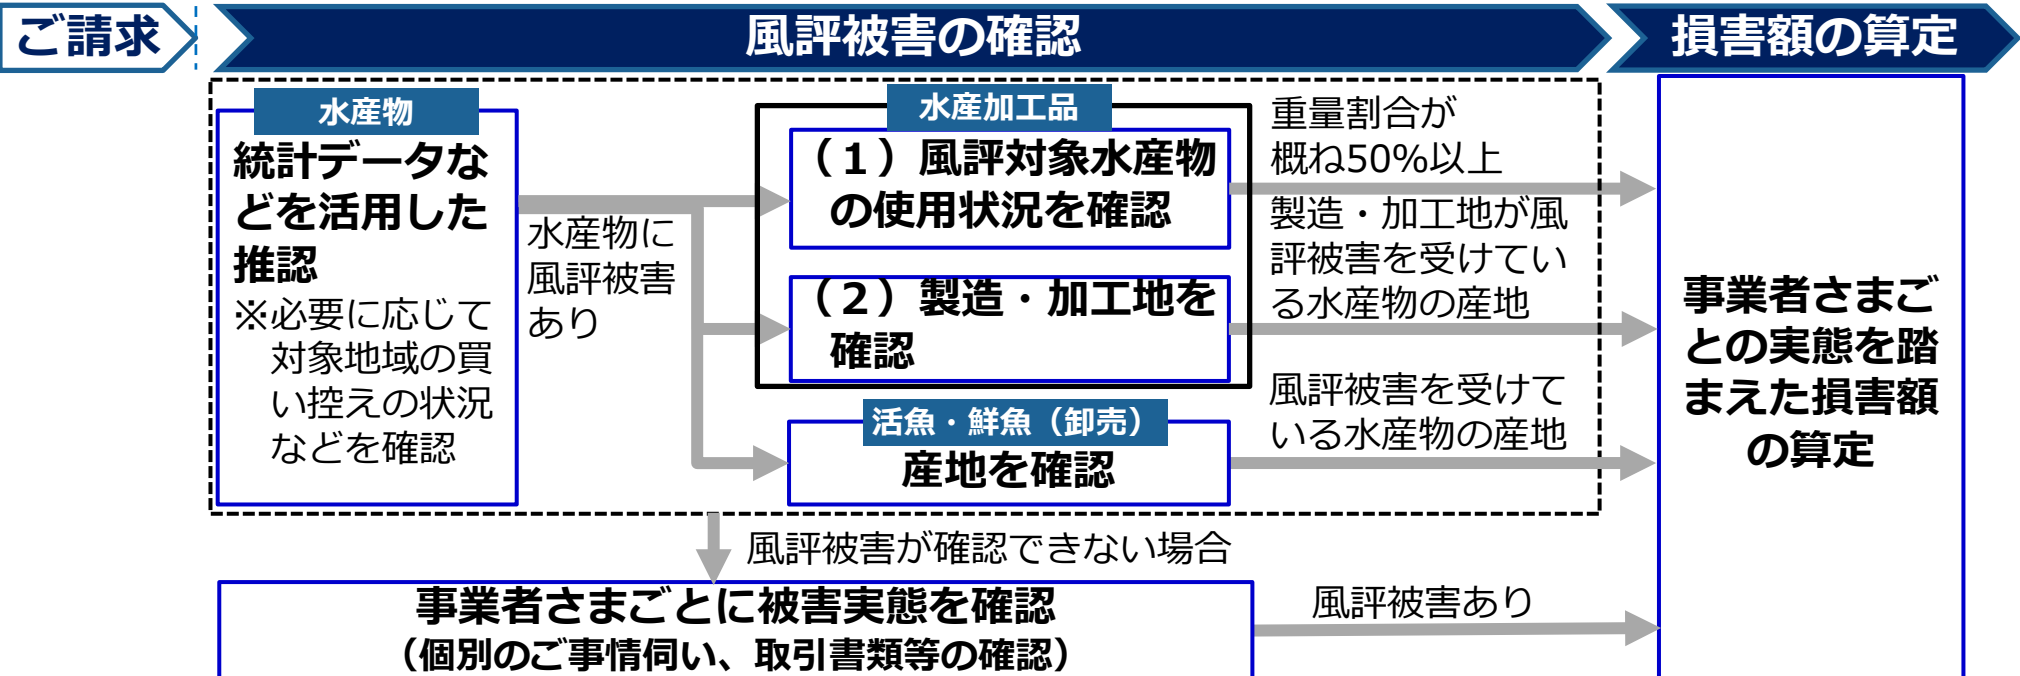 ご請求
風評被害の確認
損害額の算定
水産物
統計データな
どを活用した
推認
※必要に応じて
対象地域の買
い控えの状況
などを確認
水産物に
風評被害
あり
水産加工品
（１）風評対象水産物
の使用状況を確認
（２）製造・加工地を
確認
活魚・鮮魚（卸売）
産地を確認
重量割合が
概ね50%以上
製造・加工地が風
評被害を受けてい
る水産物の産地
風評被害を受けて
いる水産物の産地
事業者さまご
との実態を踏
まえた損害額
の算定
風評被害が確認できない場合
事業者さまごとに被害実態を確認
（個別のご事情伺い、取引書類等の確認）
風評被害あり